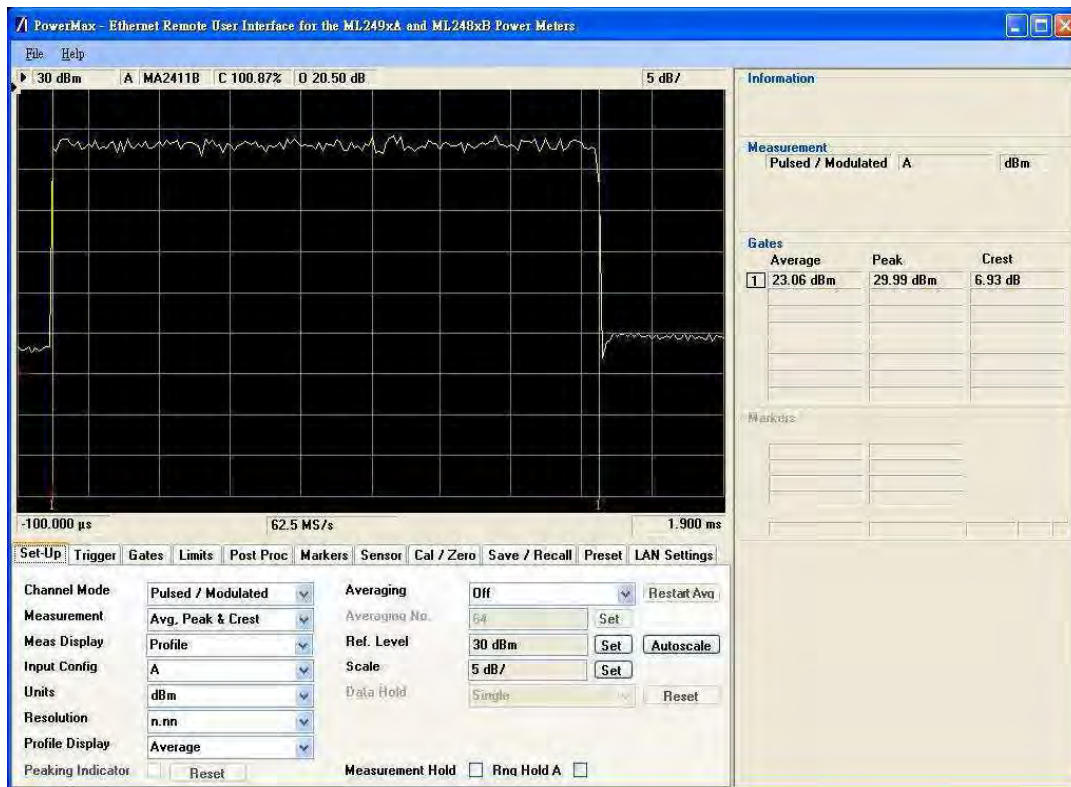 PowerMax - Ethernet Remote User Interface for the ML249xA and ML248xB Power Meters
File Help
30 dBm A MA2411B C 100.87% O 20.50 dB 5 dB/
1 1
-100.000 µs 62.5 MS/s 1.900 ms
Information
Measurement
Pulsed / Modulated A dBm
Gates
Average Peak Crest
1 23.06 dBm 29.99 dBm 6.93 dB
Markers
Set-Up Trigger Gates Limits Post Proc Markers Sensor Cal / Zero Save / Recall Preset LAN Settings
Channel Mode Pulsed / Modulated Averaging Off Restart Avg
Measurement Avg, Peak & Crest Averaging No. 64 Set
Meas Display Profile Ref. Level 30 dBm Set Autoscale
Input Config A Scale 5 dB/ Set
Units dBm Data Hold Single Reset
Resolution n.nn
Profile Display Average
Peaking Indicator Reset Measurement Hold Rng Hold A